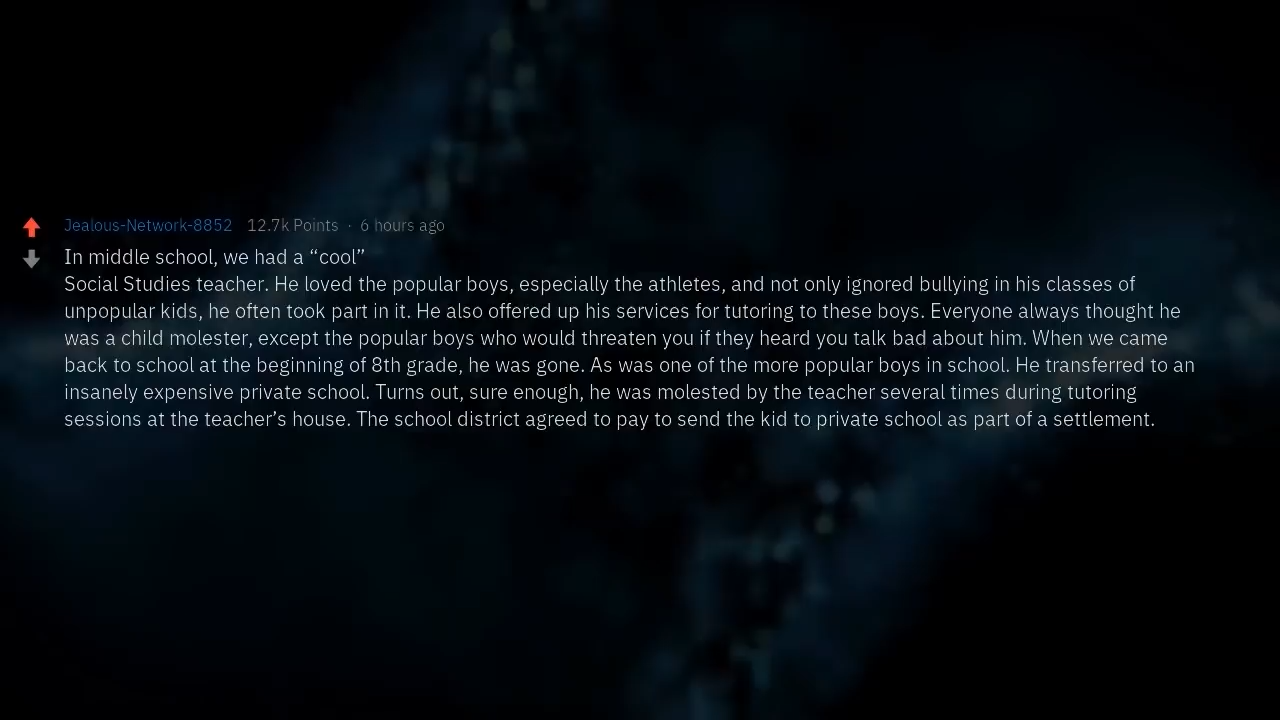 Jealous-Network-8852 12.7k Points · 6 hours ago
In middle school, we had a “cool”
Social Studies teacher. He loved the popular boys, especially the athletes, and not only ignored bullying in his classes of
unpopular kids, he often took part in it. He also offered up his services for tutoring to these boys. Everyone always thought he
was a child molester, except the popular boys who would threaten you if they heard you talk bad about him. When we came
back to school at the beginning of 8th grade, he was gone. As was one of the more popular boys in school. He transferred to an
insanely expensive private school. Turns out, sure enough, he was molested by the teacher several times during tutoring
sessions at the teacher’s house. The school district agreed to pay to send the kid to private school as part of a settlement.